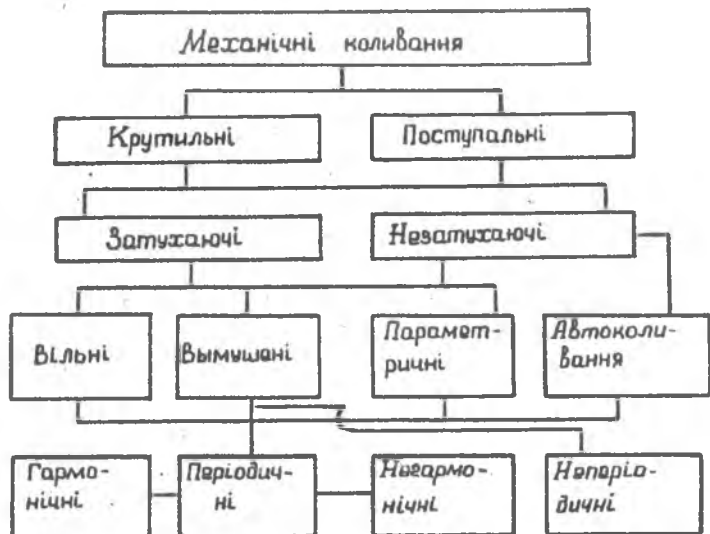 Механічні коливання
Крутильні
Поступальні
Затухаючі
Незатухаючі
Вільні
Вымушені
Парамет-
ричні
Автоколи-
вання
Гармо-
нічні
Періодич-
ні
Негармо-
нічні
Неперіо-
дичні